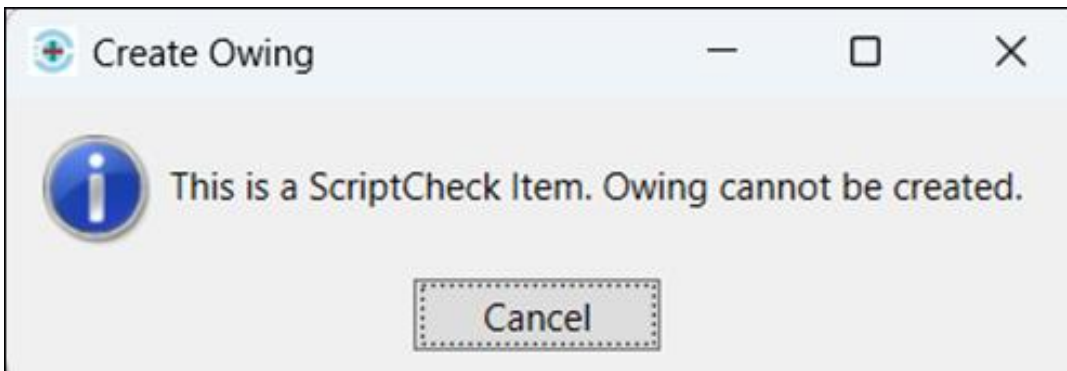 Create Owing
This is a ScriptCheck Item. Owing cannot be created.
Cancel